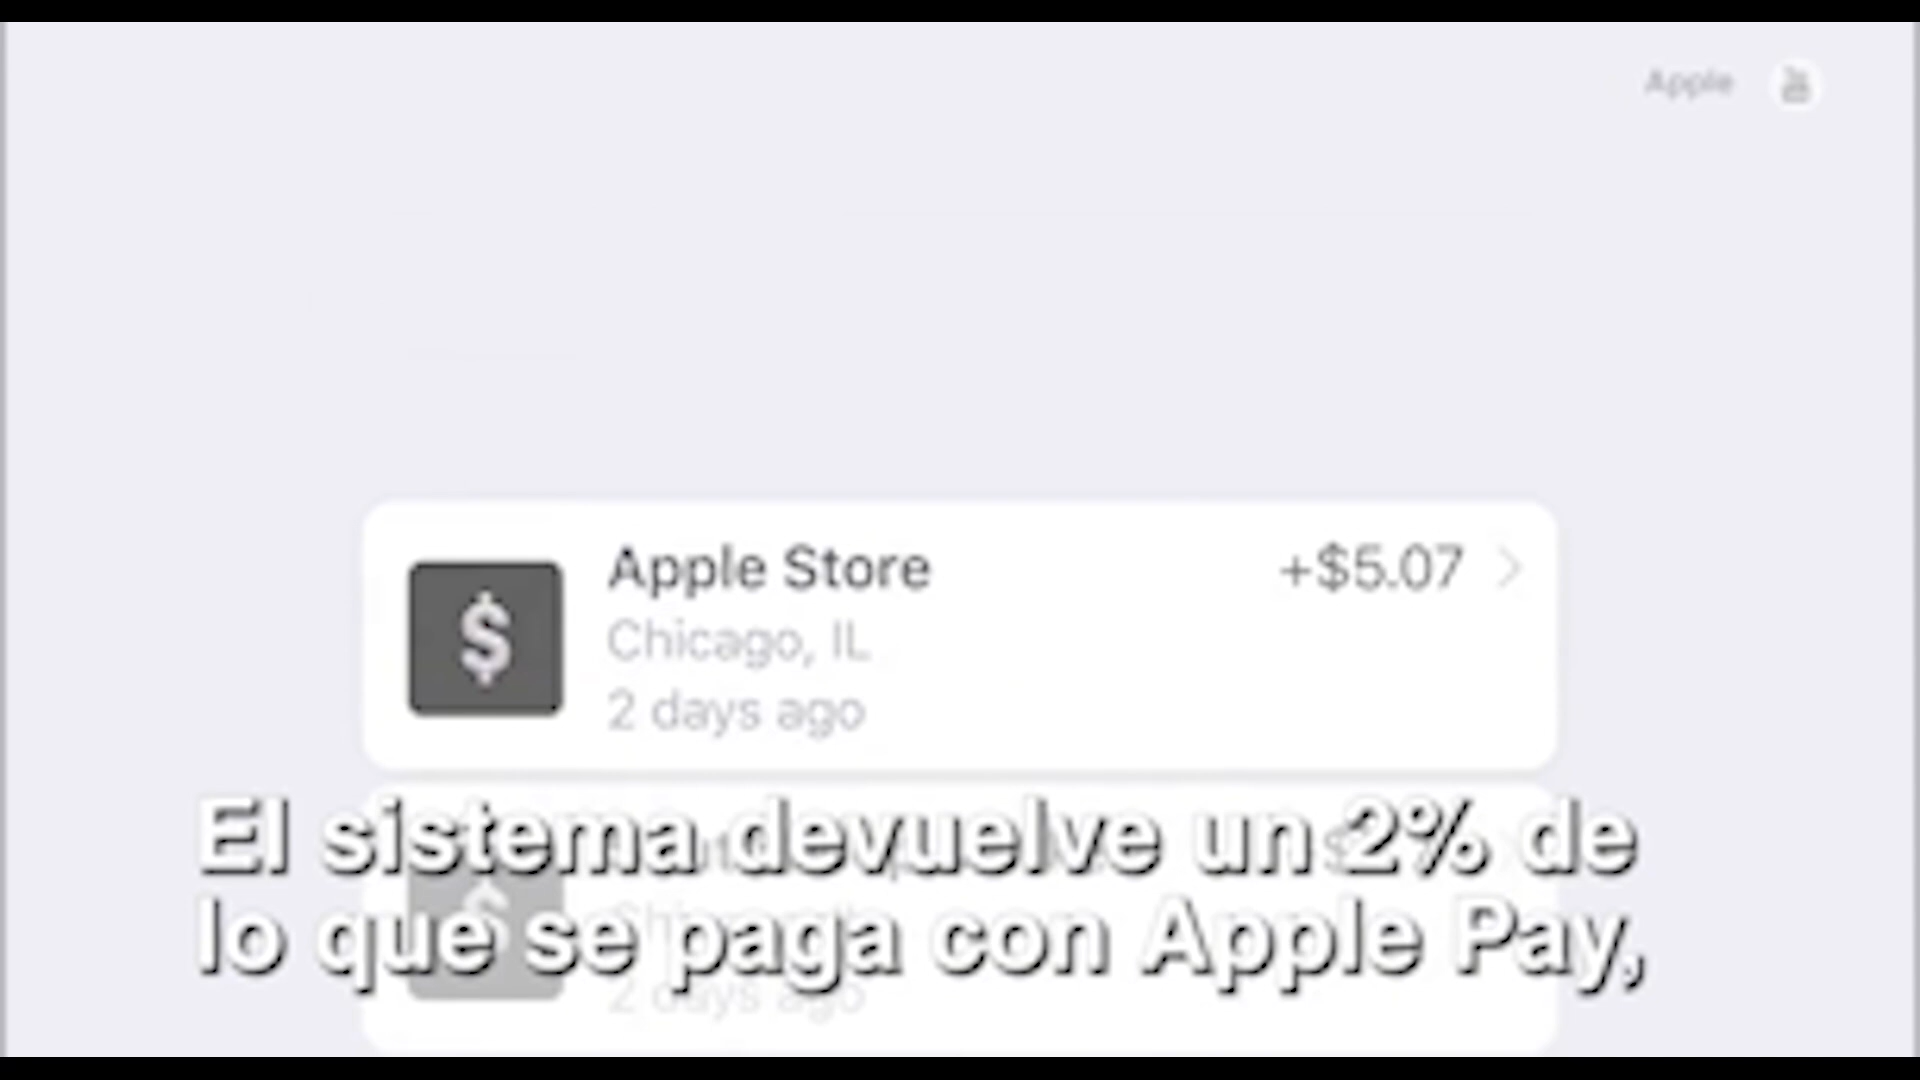 Apple
Apple Store +$5.07
Chicago, IL
2 days ago
El sistema devuelve un 2% de
lo que se paga con Apple Pay,
2 days ago